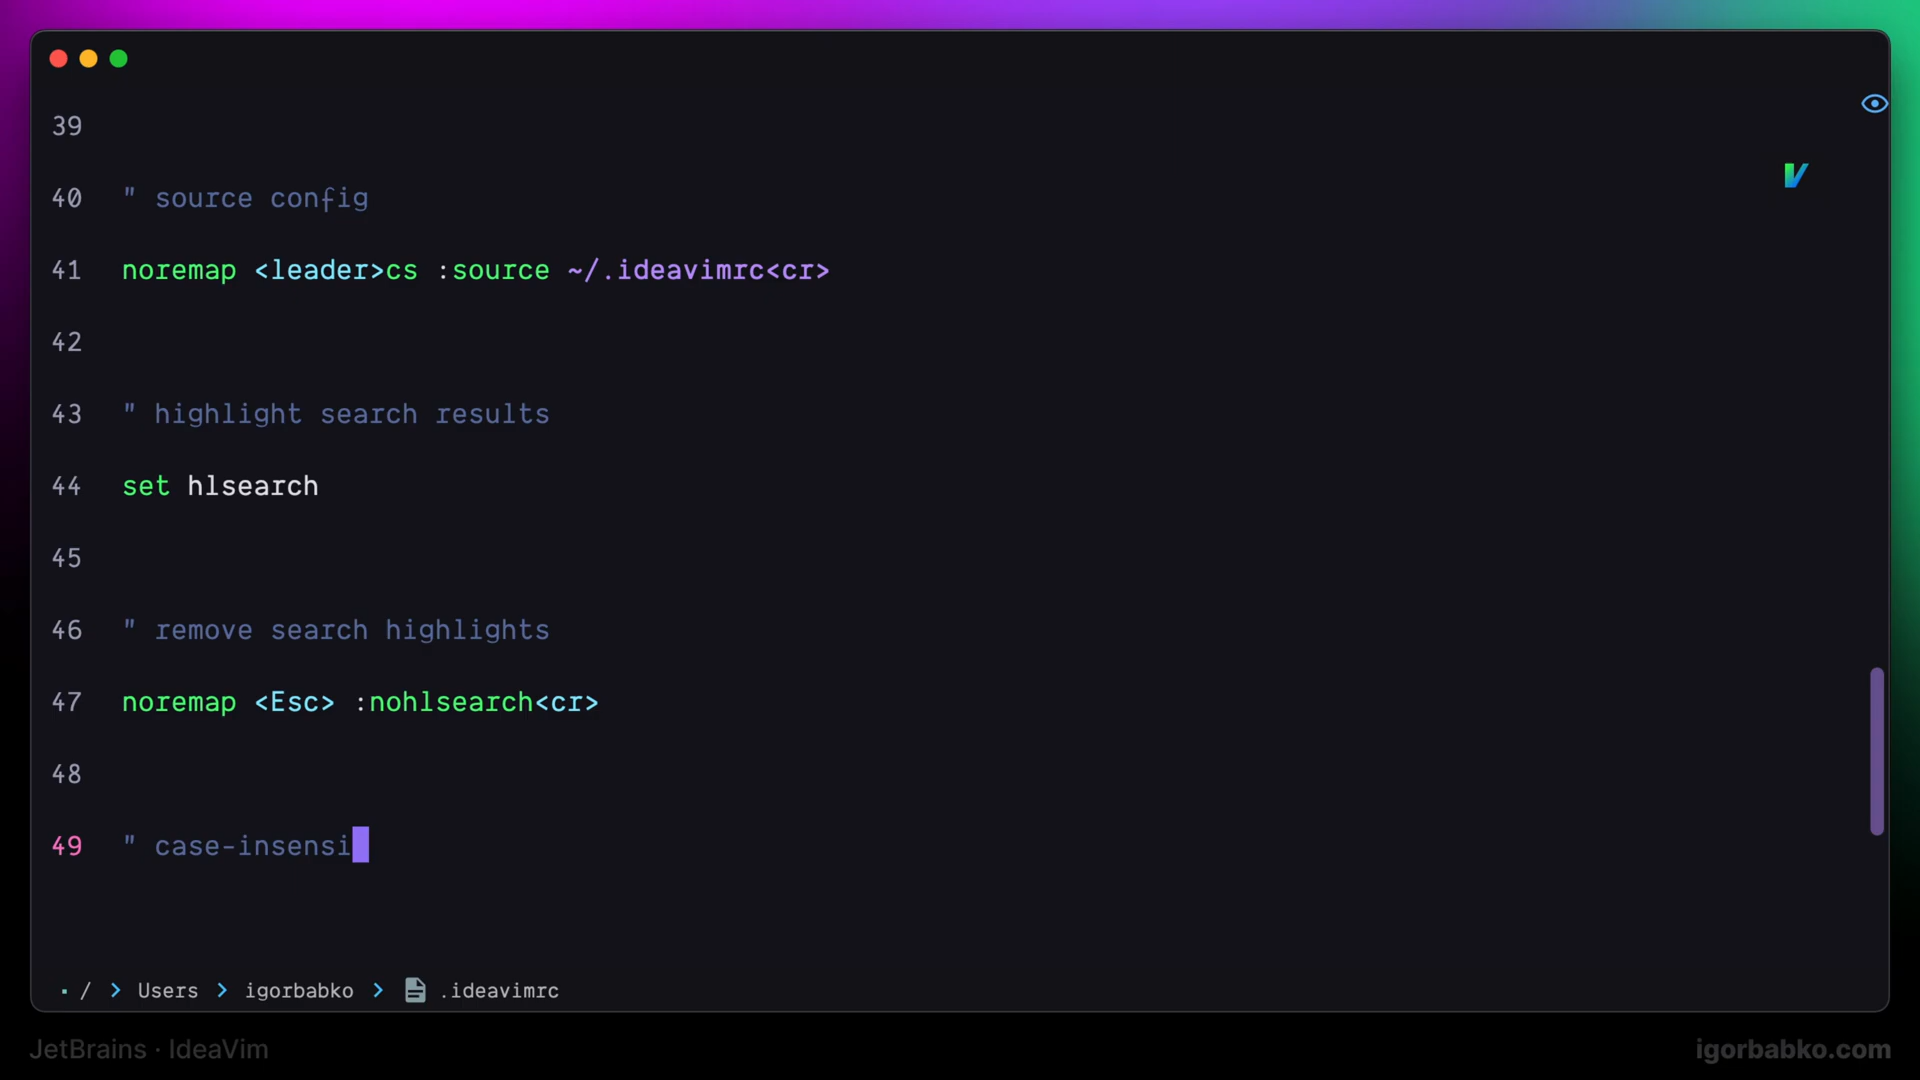 39
40 " source config
41 noremap <leader>cs :source ~/.ideavimrc<cr>
42
43 " highlight search results
44 set hlsearch
45
46 " remove search highlights
47 noremap <Esc> :nohlsearch<cr>
48
49 " case-insensi
/ > Users > igorbabko > .ideavimrc
JetBrains · IdeaVim
igorbabko.com